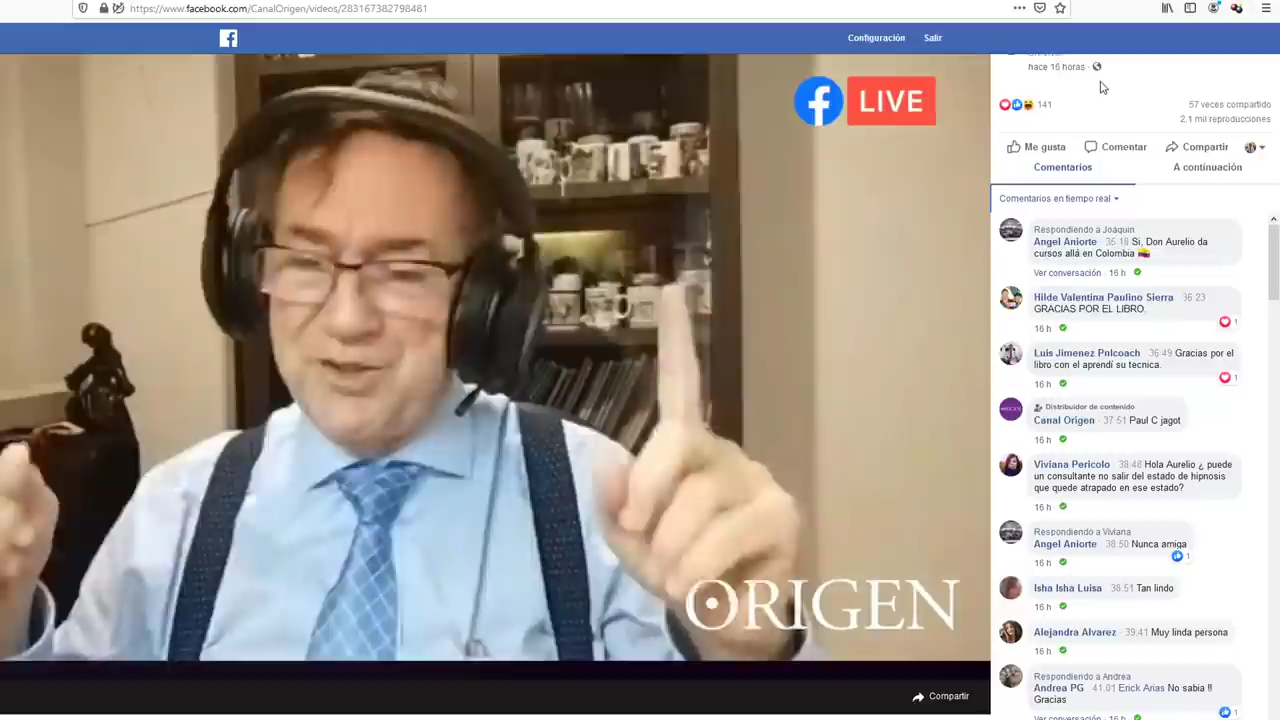 https://www.facebook.com/CanalOrigen/videos/283167382798481
Configuración
Salir
LIVE
ORIGEN
Compartir
hace 16 horas ·
141
57 veces compartido
2.1 mil reproducciones
Me gusta
Comentar
Compartir
Comentarios
A continuación
Comentarios en tiempo real
Respondiendo a Joaquin
Angel Aniorte · 35:18 Si, Don Aurelio da
cursos allá en Colombia
Ver conversación · 16 h
Hilde Valentina Paulino Sierra · 36:23
GRACIAS POR EL LIBRO.
1
16 h
Luis Jimenez Pnlcoach · 36:49 Gracias por el
libro con el aprendí su tecnica.
1
16 h
Distribuidor de contenido
Canal Origen · 37:51 Paul C jagot
16 h
Viviana Pericolo · 38:48 Hola Aurelio ¿ puede
un consultante no salir del estado de hipnosis
que quede atrapado en ese estado?
16 h
Respondiendo a Viviana
Angel Aniorte · 38:50 Nunca amiga
1
16 h
Isha Isha Luisa · 38:51 Tan lindo
16 h
Alejandra Alvarez · 39:41 Muy linda persona
16 h
Respondiendo a Andrea
Andrea PG · 41:01 Erick Arias No sabia !!
Gracias
1
Ver conversación · 16 h